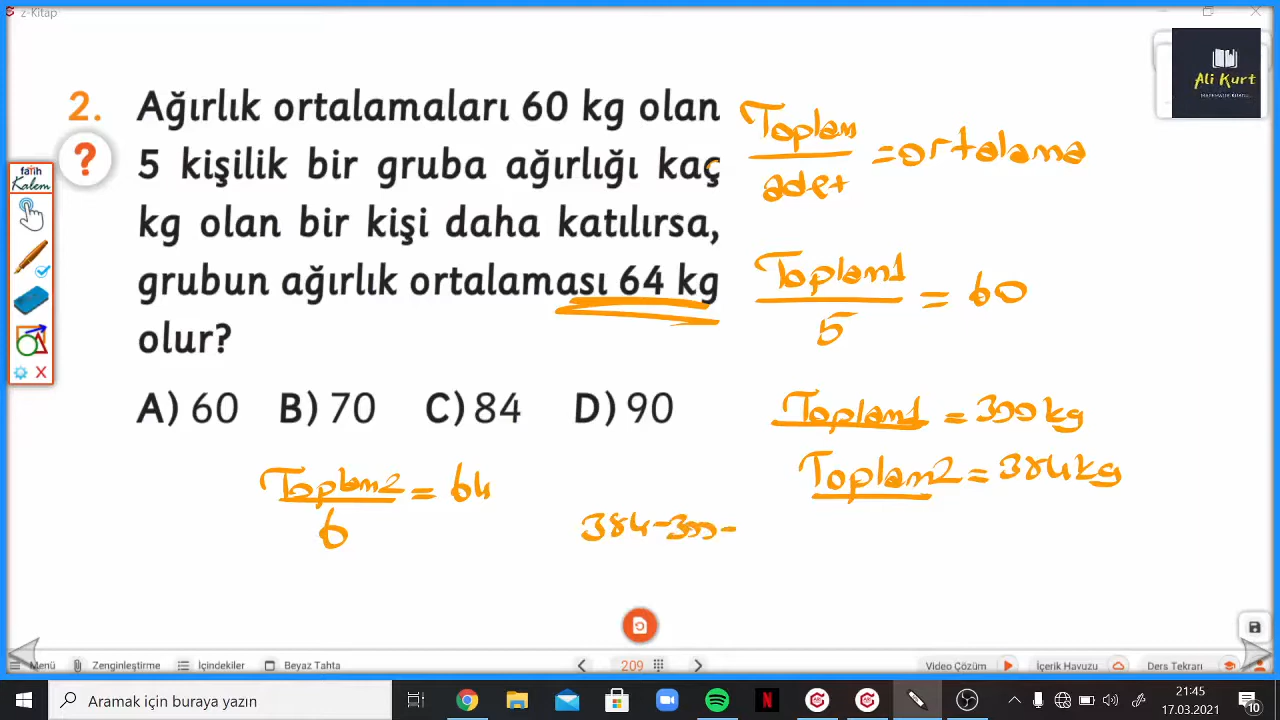 z-Kitap
Ali Kurt
2. Ağırlık ortalamaları 60 kg olan
? 5 kişilik bir gruba ağırlığı kaç
kg olan bir kişi daha katılırsa,
grubun ağırlık ortalaması 64 kg
olur?
A) 60 B) 70 C) 84 D) 90
fatih
Kalem
Toplam
adet
=ortalama
Toplam1
5
= 60
Toplam1 = 300 kg
Toplam2 = 384 kg
Toplam2
6
= 64
384-300-
Menü Zenginleştirme İçindekiler Beyaz Tahta 209 Video Çözüm İçerik Havuzu Ders Tekrarı
Aramak için buraya yazın
21:45
17.03.2021
10